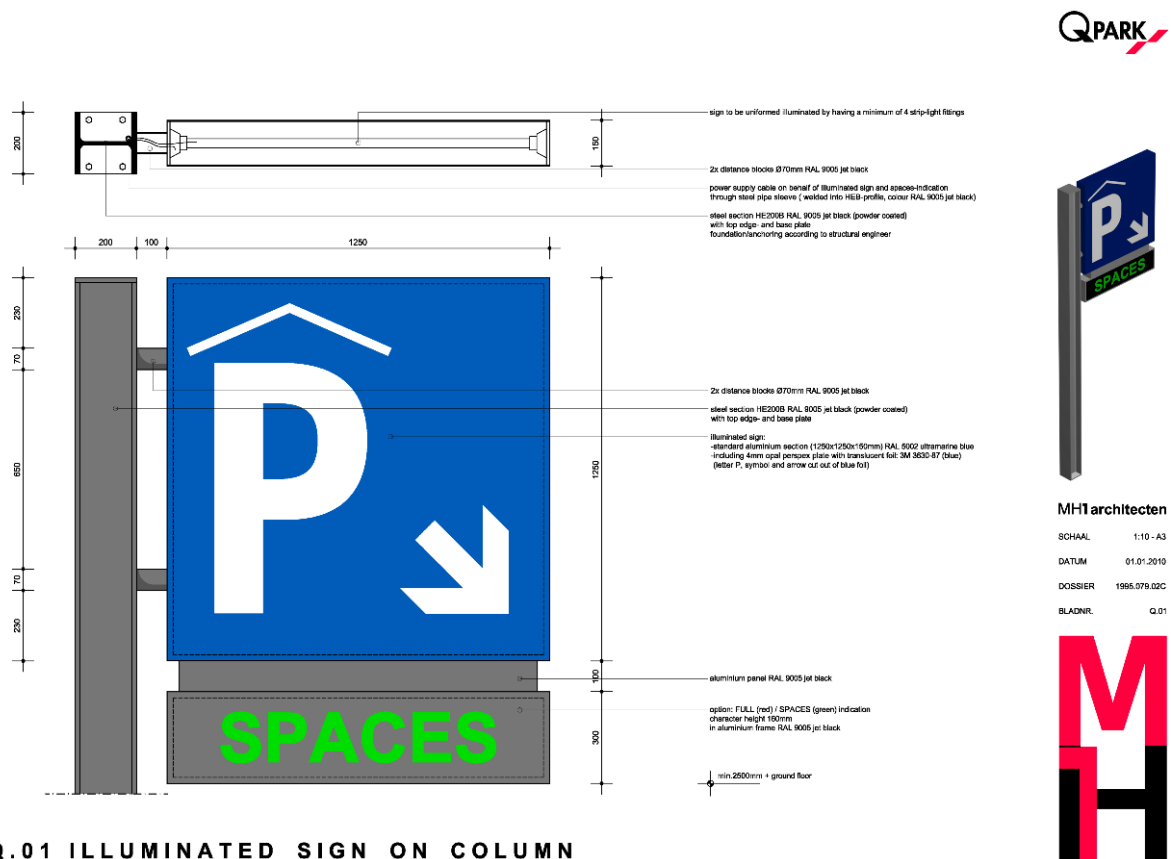 QPARK
sign to be uniformed illuminated by having a minimum of 4 strip-light fittings
200
150
2x distance blocks Ø70mm RAL 9005 jet black
power supply cable on behalf of illuminated sign and spaces-indication
through steel pipe sleeve ( welded into HEB-profile, colour RAL 9005 jet black)
steel section HE200B RAL 9005 jet black (powder coated)
with top edge- and base plate
foundation/anchoring according to structural engineer
200 100 1250
230
70
650
70
230
P
1250
2x distance blocks Ø70mm RAL 9005 jet black
steel section HE200B RAL 9005 jet black (powder coated)
with top edge- and base plate
illuminated sign:
-standard aluminium section (1250x1250x150mm) RAL 5002 ultramarine blue
-including 4mm opal perspex plate with translucent foil: 3M 3630-87 (blue)
(letter P, symbol and arrow cut out of blue foil)
100
aluminium panel RAL 9005 jet black
SPACES
300
option: FULL (red) / SPACES (green) indication
character height 160mm
in aluminium frame RAL 9005 jet black
min.2500mm + ground floor
Q.01 ILLUMINATED SIGN ON COLUMN
P
SPACES
MH1architecten
SCHAAL 1:10 - A3
DATUM 01.01.2010
DOSSIER 1995.079.02C
BLADNR. Q.01
MH1